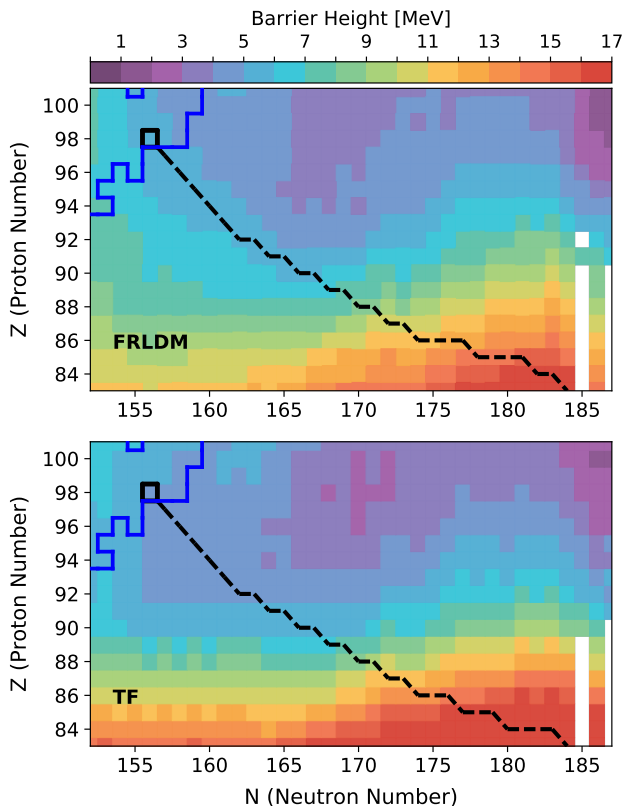 Barrier Height [MeV]
1 3 5 7 9 11 13 15 17
Z (Proton Number)
100
98
96
94
92
90
88
86
84
FRLDM
155 160 165 170 175 180 185
Z (Proton Number)
100
98
96
94
92
90
88
86
84
TF
155 160 165 170 175 180 185
N (Neutron Number)